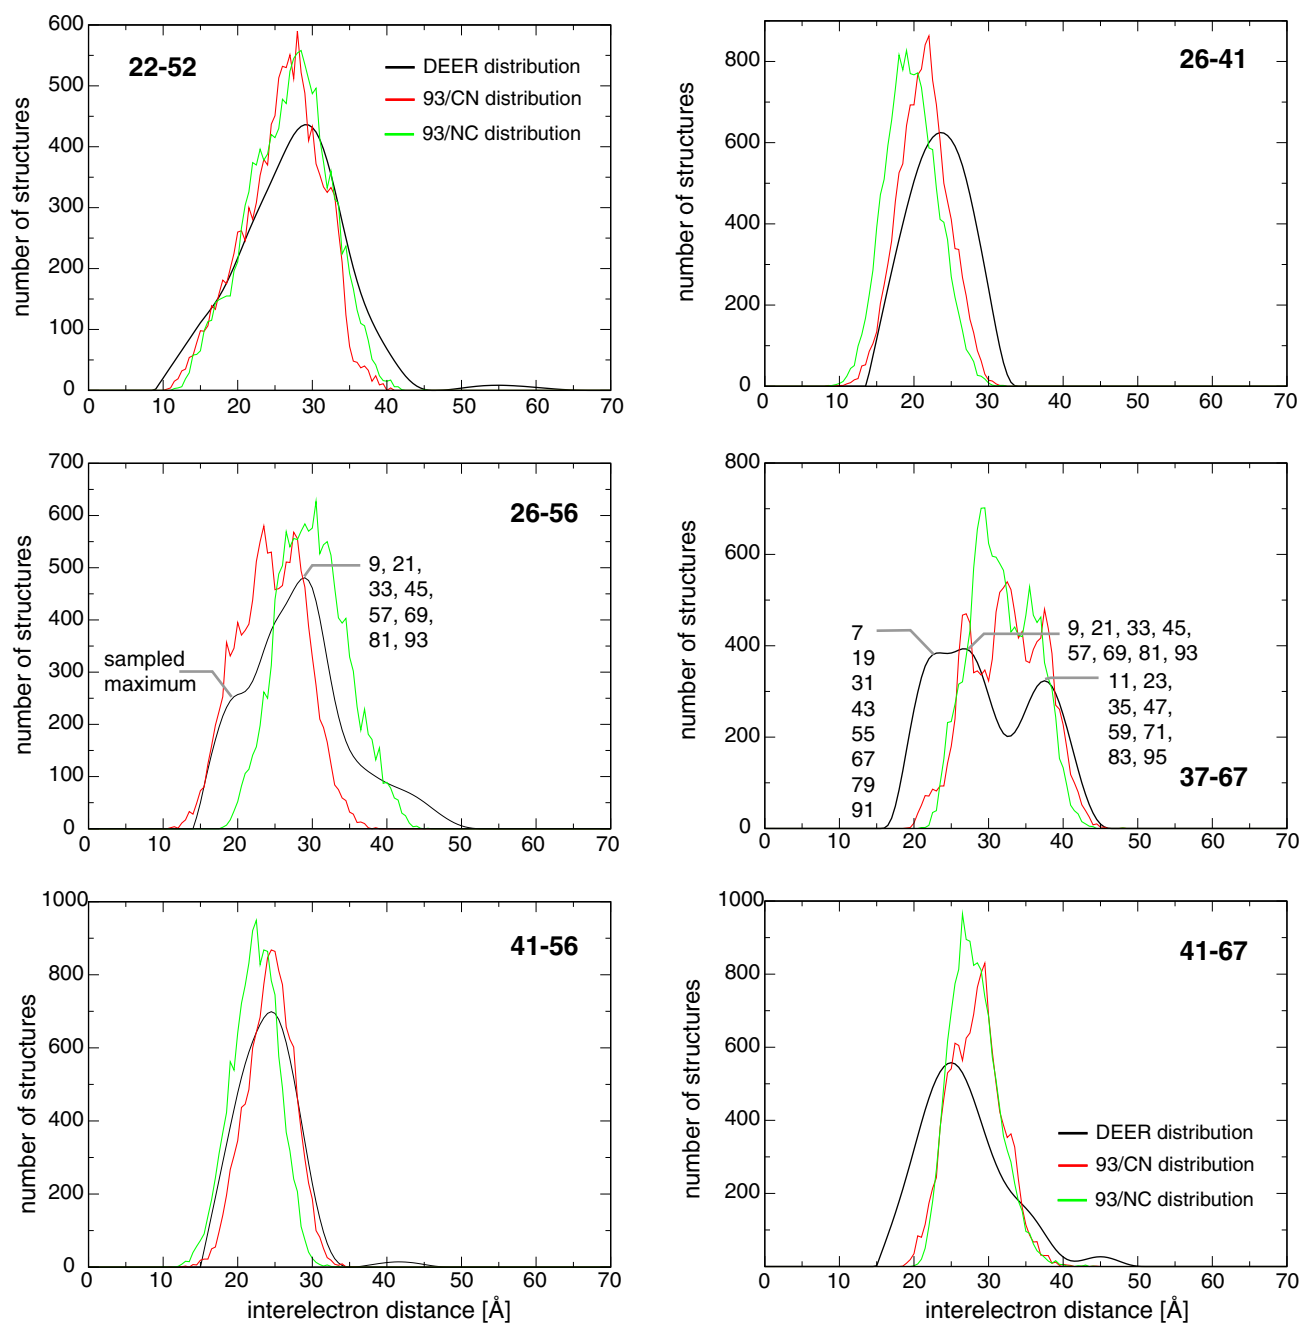 600
500
400
300
200
100
0
number of structures
22-52
DEER distribution
93/CN distribution
93/NC distribution
0 10 20 30 40 50 60 70
800
600
400
200
0
number of structures
26-41
0 10 20 30 40 50 60 70
700
600
500
400
300
200
100
0
number of structures
26-56
9, 21,
33, 45,
57, 69,
81, 93
sampled
maximum
0 10 20 30 40 50 60 70
800
600
400
200
0
number of structures
7
19
31
43
55
67
79
91
9, 21, 33, 45,
57, 69, 81, 93
11, 23,
35, 47,
59, 71,
83, 95
37-67
0 10 20 30 40 50 60 70
1000
800
600
400
200
0
number of structures
41-56
0 10 20 30 40 50 60 70
interelectron distance [Å]
1000
800
600
400
200
number of structures
41-67
DEER distribution
93/CN distribution
93/NC distribution
0 10 20 30 40 50 60 70
interelectron distance [Å]